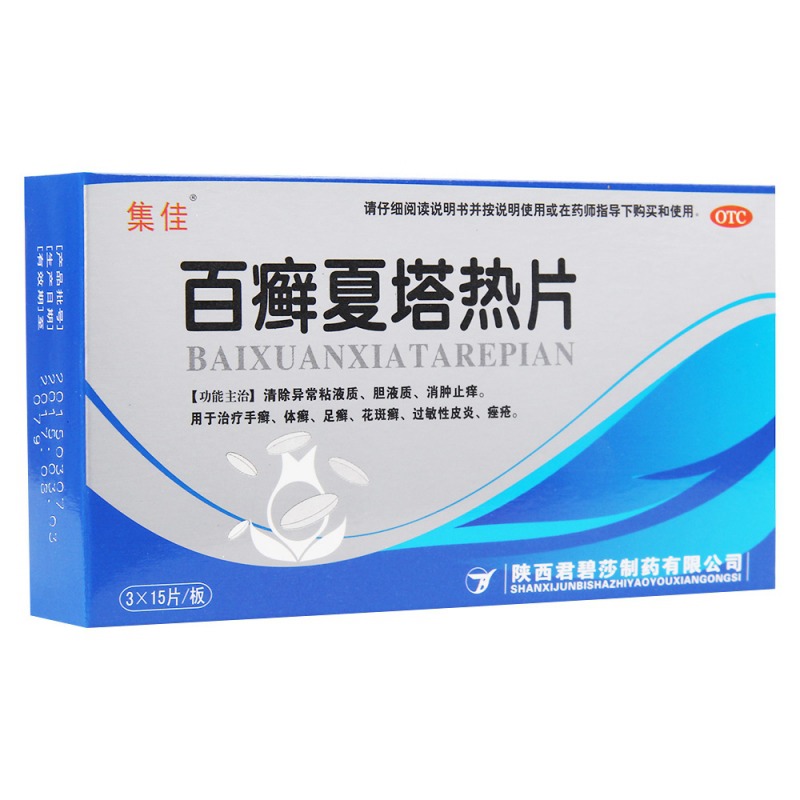 集佳®
请仔细阅读说明书并按说明使用或在药师指导下购买和使用。
OTC
百癣夏塔热片
BAIXUANXIATAREPIAN
【功能主治】清除异常粘液质、胆液质、消肿止痒。
用于治疗手癣、体癣、足癣、花斑癣、过敏性皮炎、痤疮。
3×15片/板
陕西君碧莎制药有限公司
SHANXIJUNBISHAZHIYAOYOUXIANGONGSI
[产品批号]
[生产日期]
[有效期]至
20150307